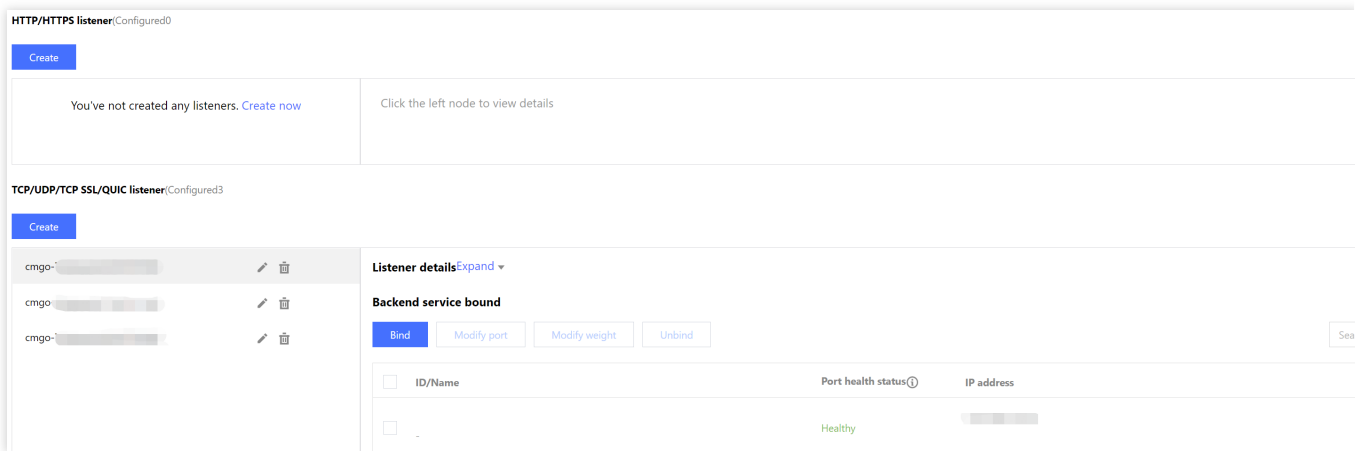 HTTP/HTTPS listener(Configured0
Create
You've not created any listeners. Create now
Click the left node to view details
TCP/UDP/TCP SSL/QUIC listener(Configured3
Create
cmgo-
cmgo
cmgo-
Listener details Expand
Backend service bound
Bind Modify port Modify weight Unbind
Sea
ID/Name Port health status IP address
-
Healthy